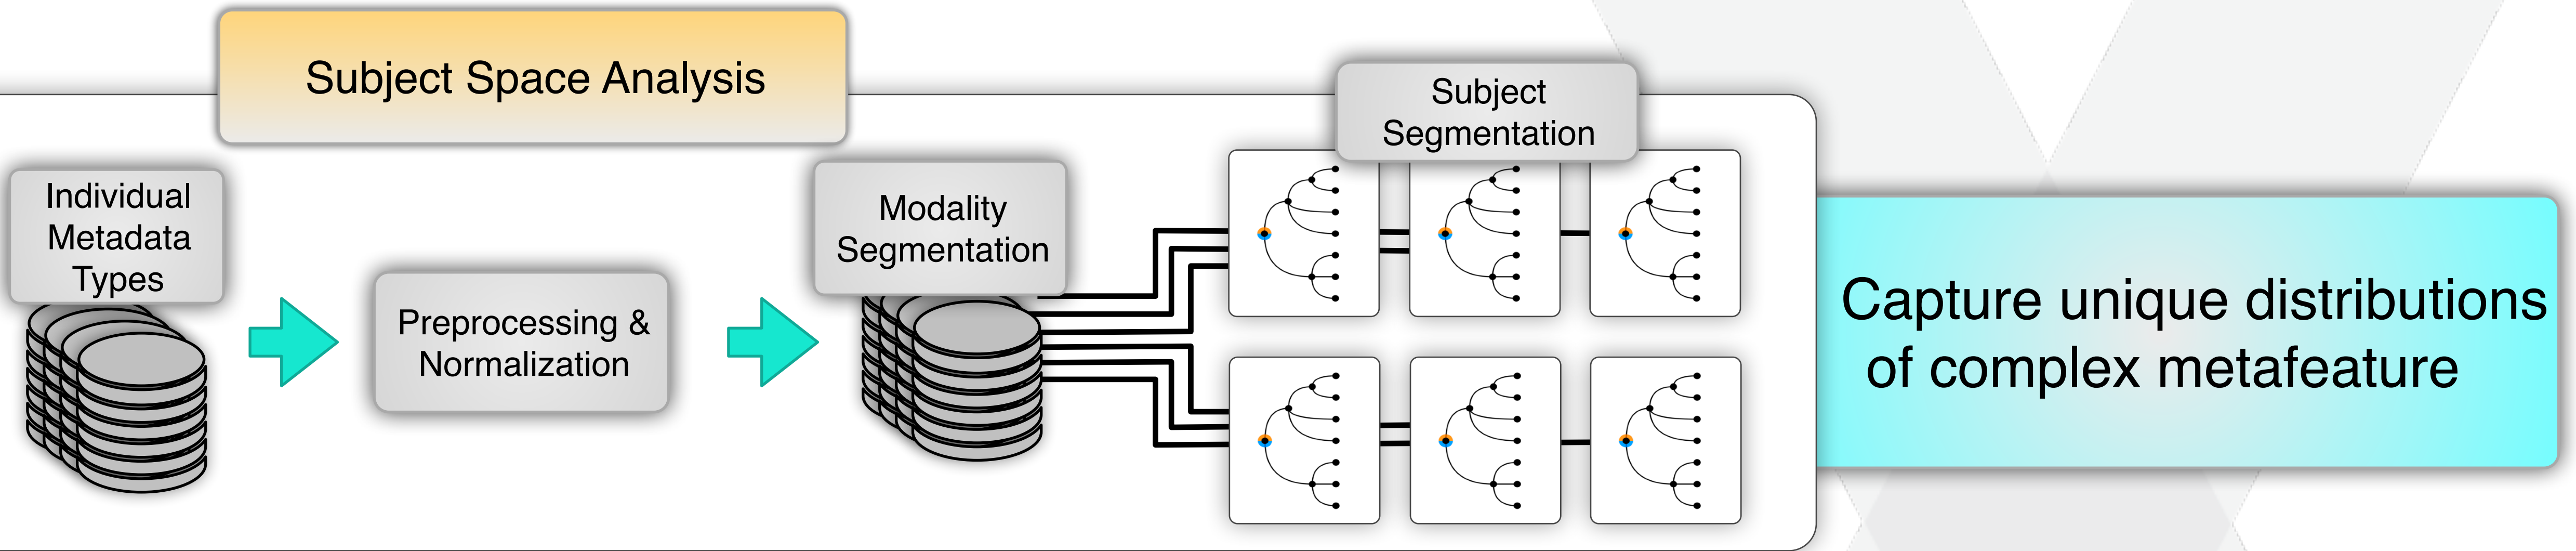 Subject Space Analysis
Individual
Metadata
Types
Preprocessing &
Normalization
Modality
Segmentation
Subject
Segmentation
Capture unique distributions
of complex metafeature